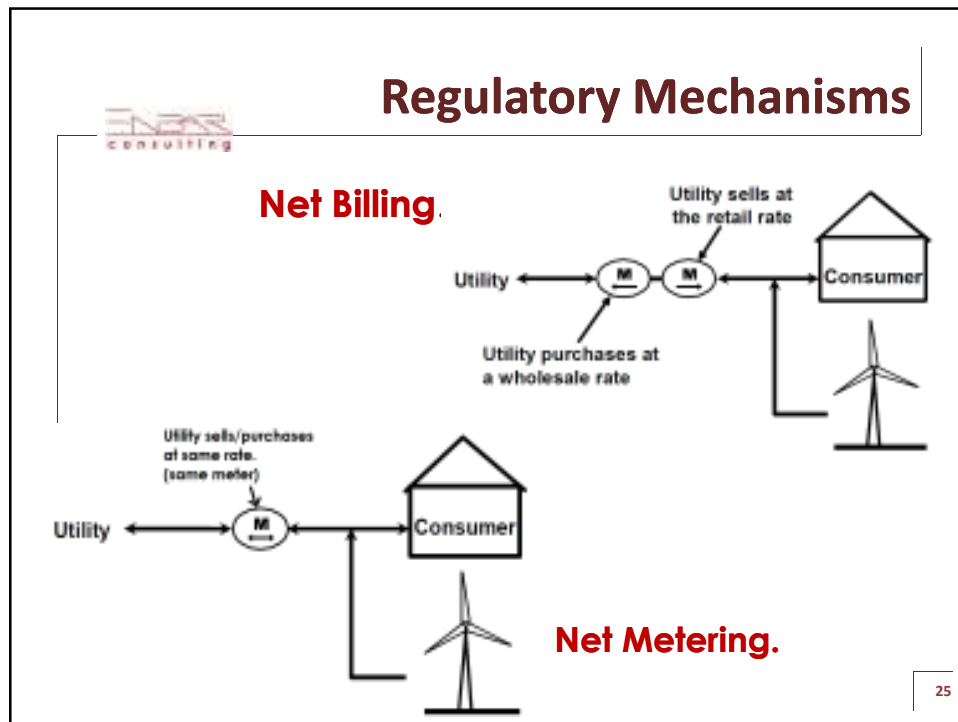 Regulatory Mechanisms
consulting
Net Billing.
Utility sells at
the retail rate
Utility
M
M
Consumer
Utility purchases at
a wholesale rate
Utility sells/purchases
at same rate.
(same meter)
Utility
M
Consumer
Net Metering.
25